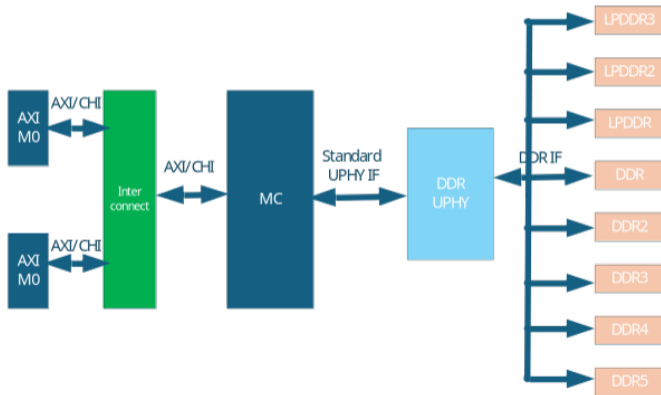 LPDDR3
LPDDR2
AXI/CHI
AXI
M0
LPDDR
Inter
connect
AXI/CHI
MC
Standard
UPHY IF
DDR
UPHY
DDR IF
DDR
DDR2
AXI/CHI
AXI
M0
DDR3
DDR4
DDR5